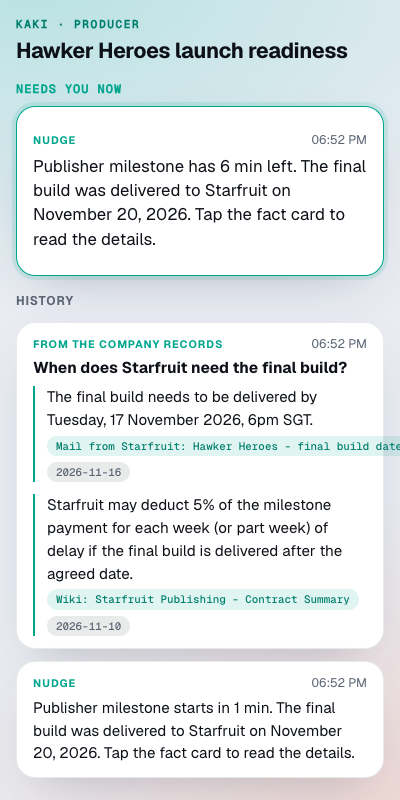 KAKI · PRODUCER
Hawker Heroes launch readiness
NEEDS YOU NOW
NUDGE 06:52 PM
Publisher milestone has 6 min left. The final
build was delivered to Starfruit on
November 20, 2026. Tap the fact card to
read the details.
HISTORY
FROM THE COMPANY RECORDS 06:52 PM
When does Starfruit need the final build?
The final build needs to be delivered by
Tuesday, 17 November 2026, 6pm SGT.
Mail from Starfruit: Hawker Heroes - final build date
2026-11-16
Starfruit may deduct 5% of the milestone
payment for each week (or part week) of
delay if the final build is delivered after the
agreed date.
Wiki: Starfruit Publishing - Contract Summary
2026-11-10
NUDGE 06:52 PM
Publisher milestone starts in 1 min. The final
build was delivered to Starfruit on November
20, 2026. Tap the fact card to read the details.